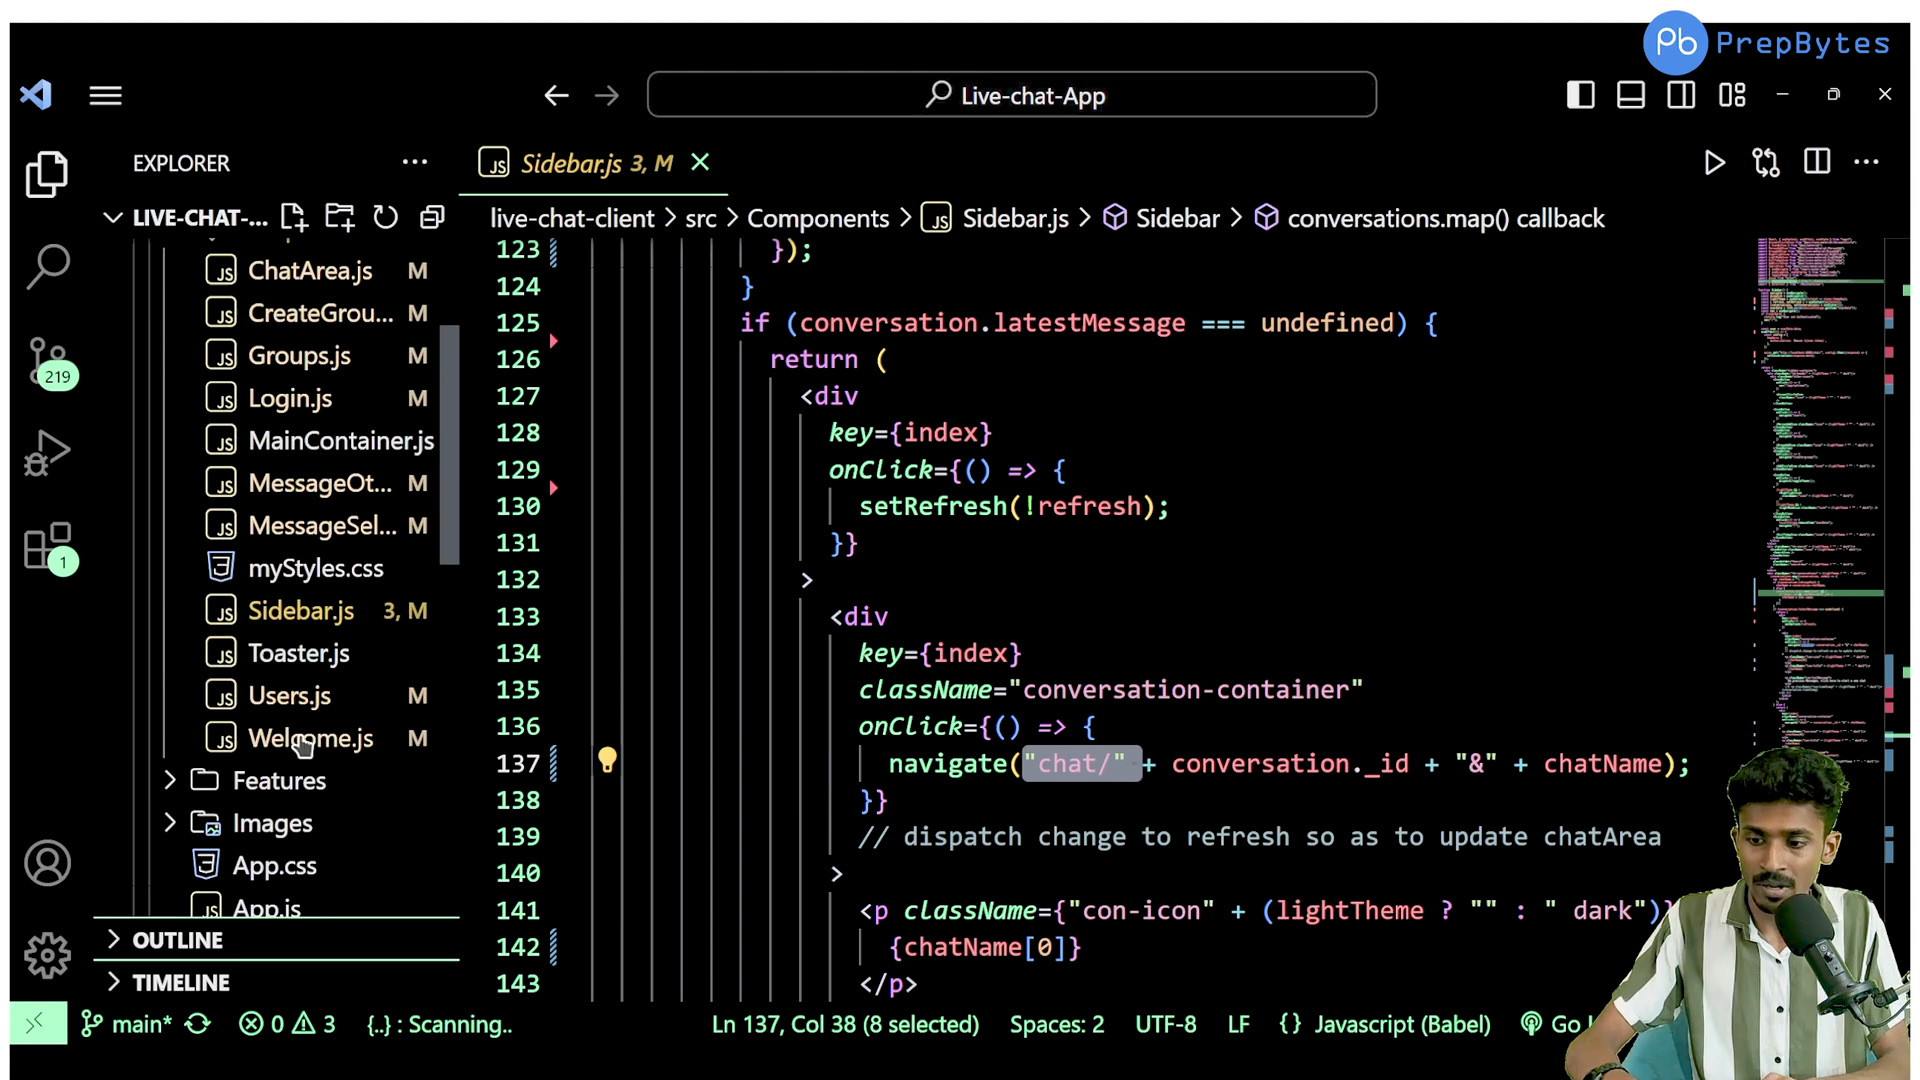 Pb PrepBytes
Live-chat-App
EXPLORER
Sidebar.js 3, M
LIVE-CHAT-...
live-chat-client > src > Components > Sidebar.js > Sidebar > conversations.map() callback
ChatArea.js M
CreateGrou... M
Groups.js M
Login.js M
MainContainer.js
MessageOt... M
MessageSel... M
myStyles.css
Sidebar.js 3, M
Toaster.js
Users.js M
Welcome.js M
Features
Images
App.css
App.js
OUTLINE
TIMELINE
219
1
123 });
124 }
125 if (conversation.latestMessage === undefined) {
126 return (
127 <div
128 key={index}
129 onClick={() => {
130 setRefresh(!refresh);
131 }}
132 >
133 <div
134 key={index}
135 className="conversation-container"
136 onClick={() => {
137 navigate("chat/" + conversation._id + "&" + chatName);
138 }}
139 // dispatch change to refresh so as to update chatArea
140 >
141 <p className={"con-icon" + (lightTheme ? "" : " dark")}
142 {chatName[0]}
143 </p>
main* 0 3 {..} : Scanning.. Ln 137, Col 38 (8 selected) Spaces: 2 UTF-8 LF {} Javascript (Babel) Go